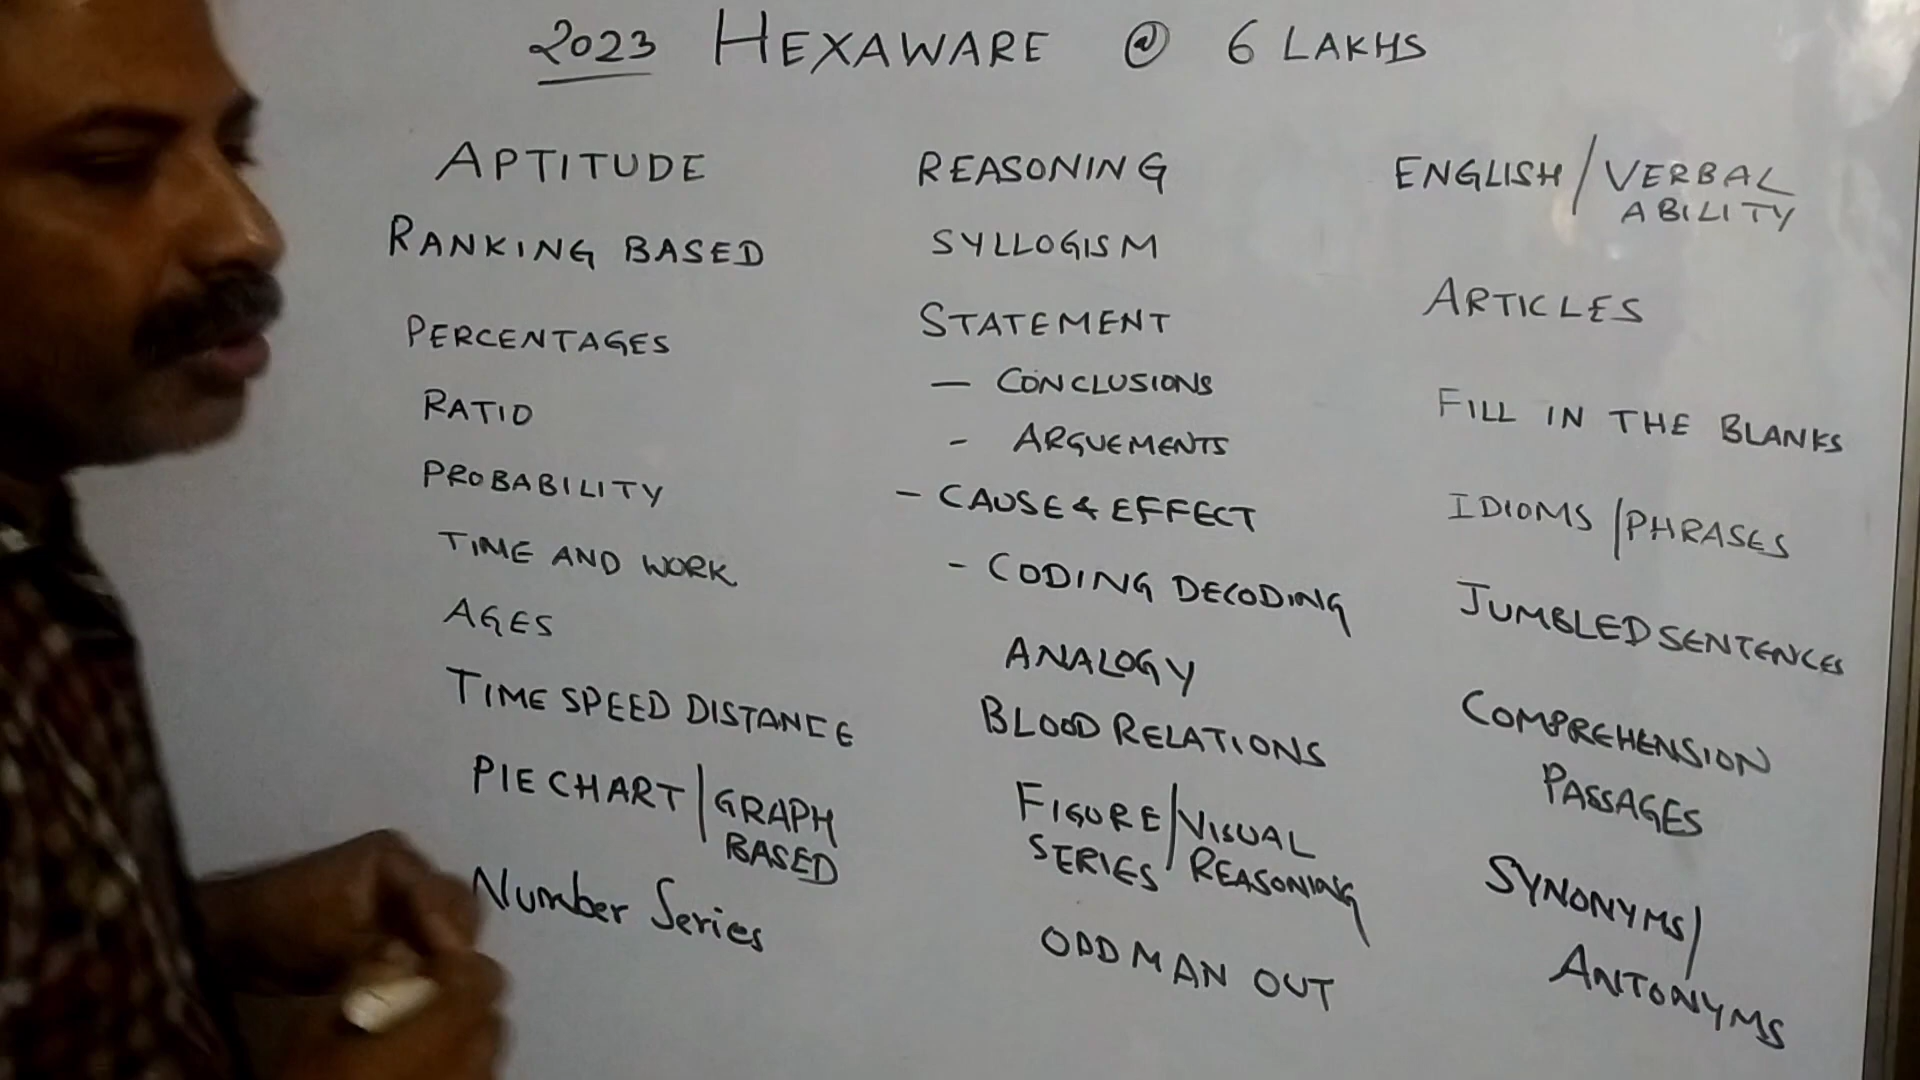 2023 HEXAWARE @ 6 LAKHS
APTITUDE
RANKING BASED
PERCENTAGES
RATIO
PROBABILITY
TIME AND WORK
AGES
TIME SPEED DISTANCE
PIE CHART / GRAPH
BASED
Number Series
REASONING
SYLLOGISM
STATEMENT
— CONCLUSIONS
- ARGUEMENTS
- CAUSE & EFFECT
- CODING DECODING
ANALOGY
BLOOD RELATIONS
FIGURE / VISUAL
SERIES / REASONING
ODD MAN OUT
ENGLISH / VERBAL
ABILITY
ARTICLES
FILL IN THE BLANKS
IDIOMS / PHRASES
JUMBLED SENTENCES
COMPREHENSION
PASSAGES
SYNONYMS /
ANTONYMS